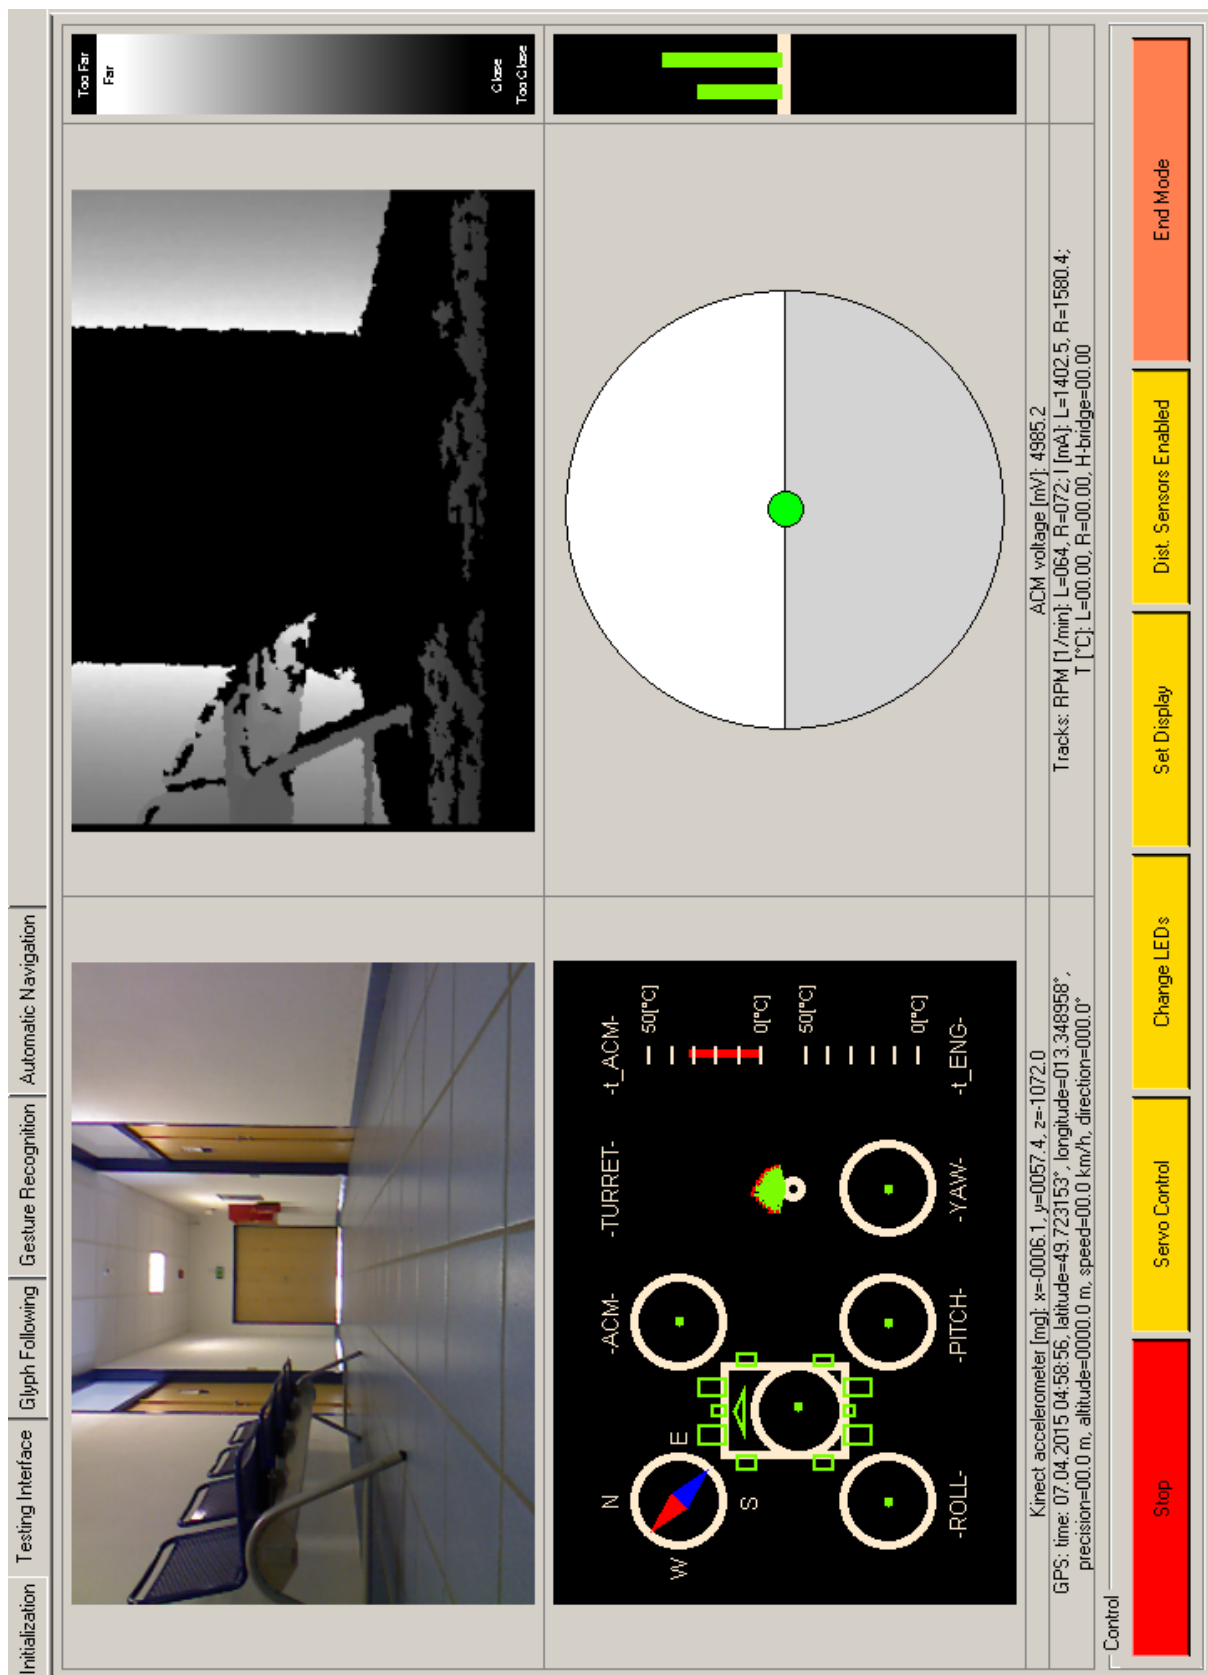 Initialization
Testing Interface
Glyph Following
Gesture Recognition
Automatic Navigation
Too Far
Far
Close
Too Close
N
W
E
S
-ACM-
-TURRET-
-t_ACM-
50[°C]
0[°C]
50[°C]
0[°C]
-ROLL-
-PITCH-
-YAW-
-t_ENG-
Kinect accelerometer [mg]: x=-0006.1, y=0057.4, z=-1072.0
GPS: time: 07.04.2015 04:58:56, latitude=49.723153°, longitude=013.348958°,
precision=00.0 m, altitude=0000.0 m, speed=00.0 km/h, direction=000.0°
ACM voltage [mV]: 4985.2
Tracks: RPM [1/min]: L=064, R=072; I [mA]: L=1402.5, R=1580.4;
T [°C]: L=00.00, R=00.00, H-bridge=00.00
Control
Stop
Servo Control
Change LEDs
Set Display
Dist. Sensors Enabled
End Mode